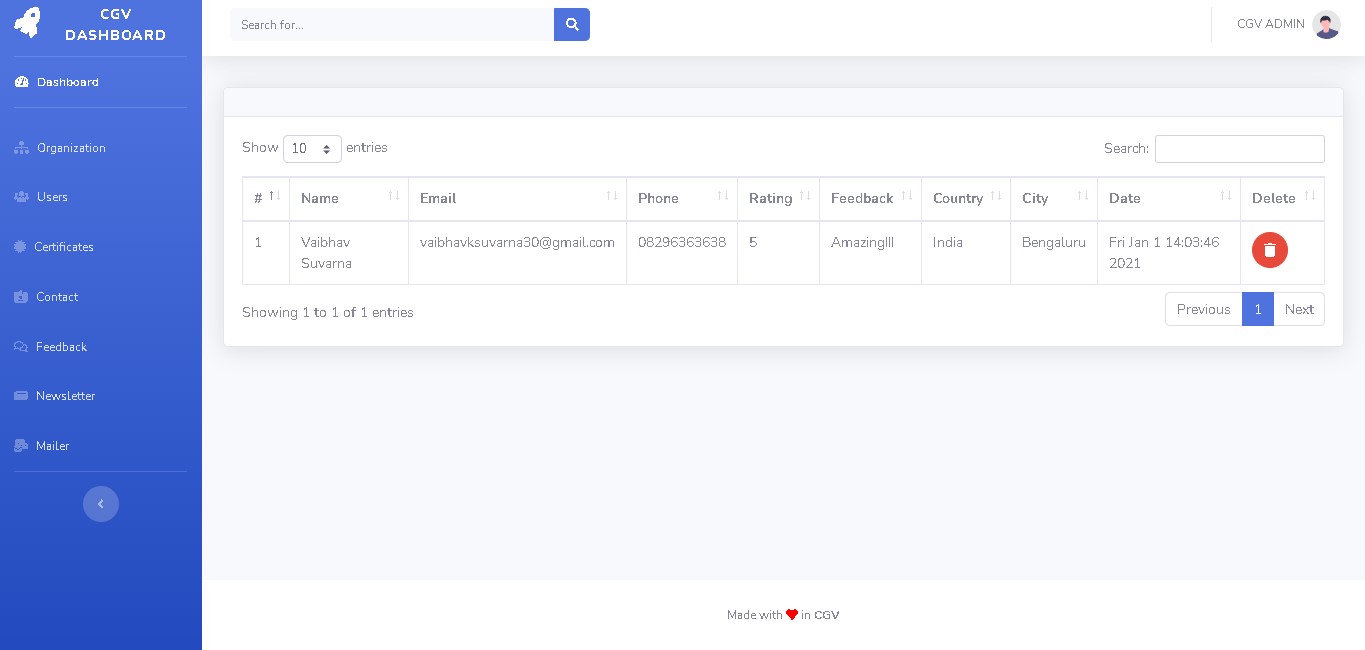 CGV
DASHBOARD
Search for...
CGV ADMIN
Dashboard
Organization
Users
Certificates
Contact
Feedback
Newsletter
Mailer
Show 10 entries
Search:
# Name Email Phone Rating Feedback Country City Date Delete
1 Vaibhav vaibhavksuvarna30@gmail.com 08296363638 5 Amazing!!! India Bengaluru Fri Jan 1 14:03:46
Suvarna 2021
Showing 1 to 1 of 1 entries
Previous 1 Next
Made with ❤ in CGV